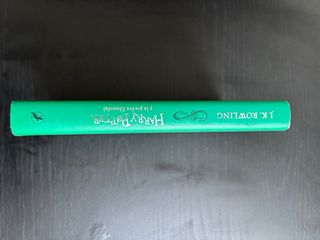 J.K. ROWLING
HARRY POTTER
y la piedra filosofal